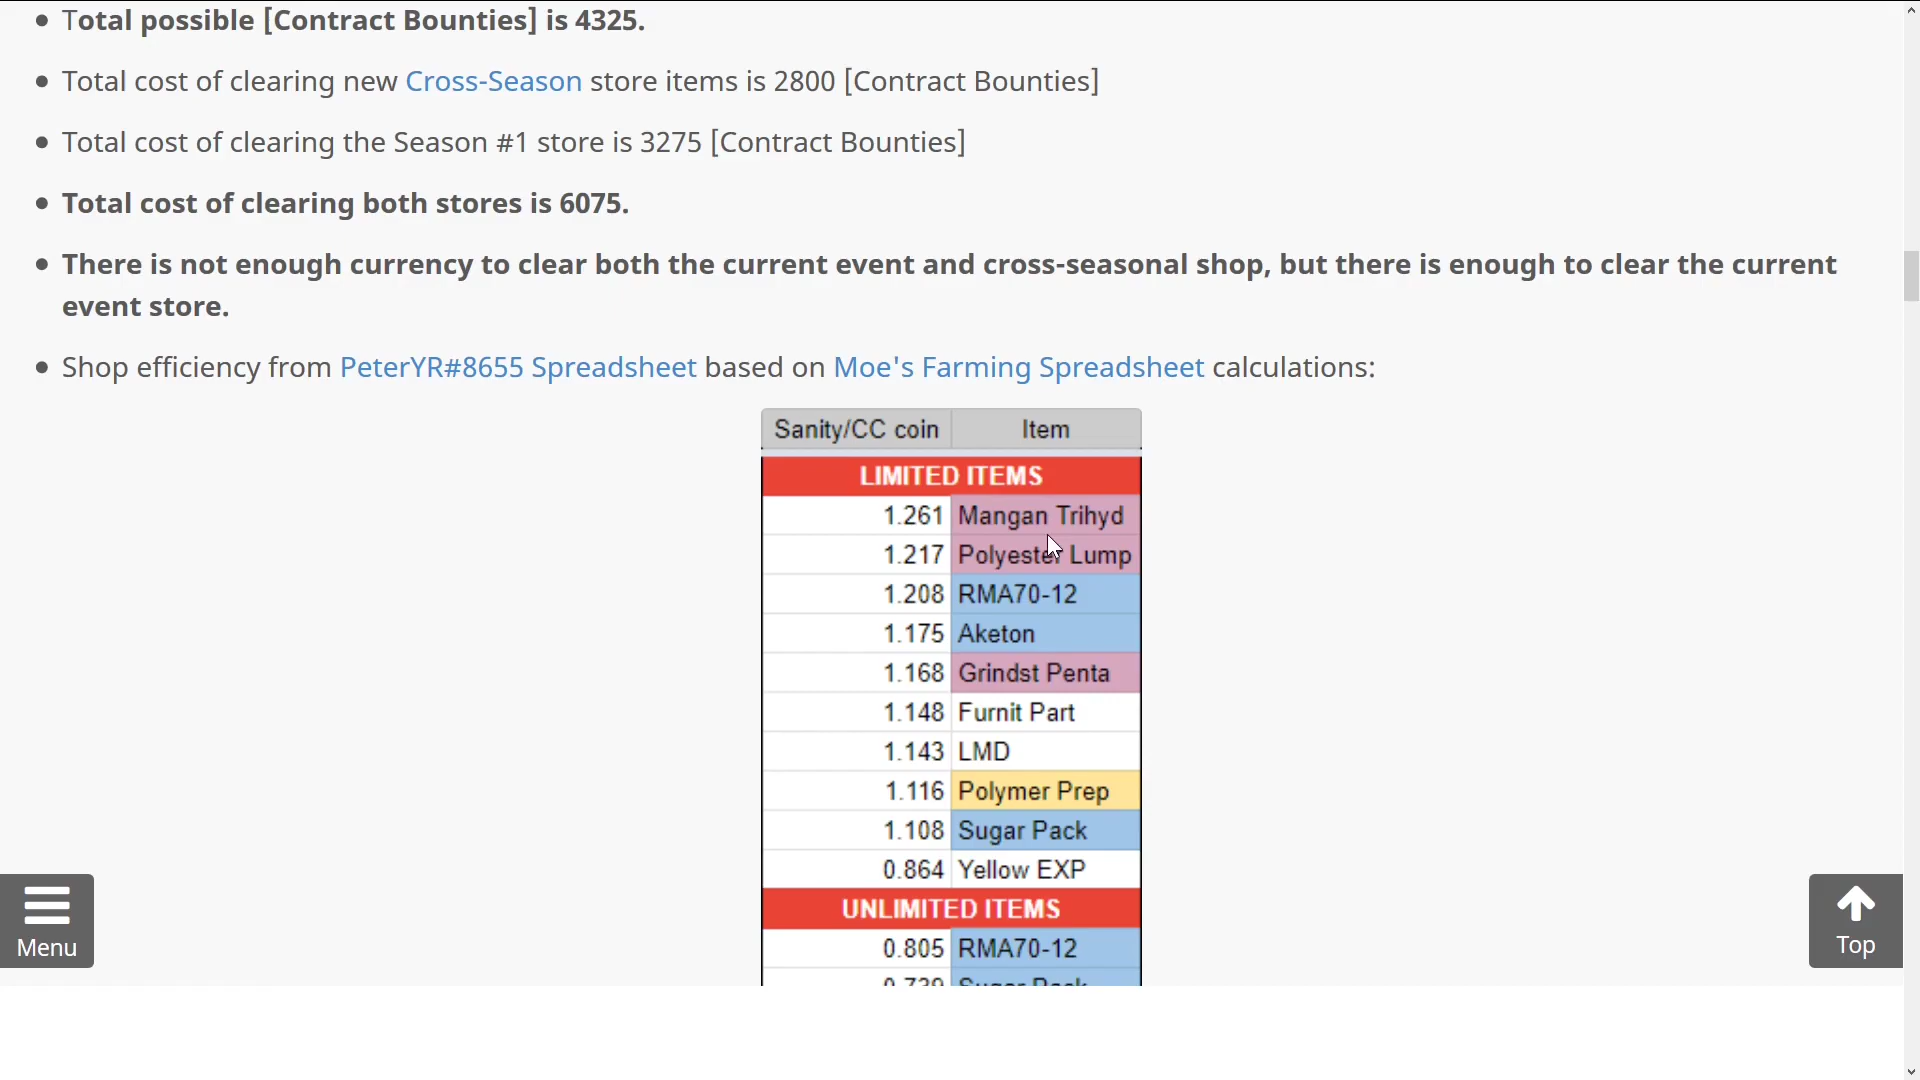 Total possible [Contract Bounties] is 4325.
Total cost of clearing new Cross-Season store items is 2800 [Contract Bounties]
Total cost of clearing the Season #1 store is 3275 [Contract Bounties]
Total cost of clearing both stores is 6075.
There is not enough currency to clear both the current event and cross-seasonal shop, but there is enough to clear the current
event store.
Shop efficiency from PeterYR#8655 Spreadsheet based on Moe's Farming Spreadsheet calculations:
Sanity/CC coin Item
LIMITED ITEMS
1.261 Mangan Trihyd
1.217 Polyester Lump
1.208 RMA70-12
1.175 Aketon
1.168 Grindst Penta
1.148 Furnit Part
1.143 LMD
1.116 Polymer Prep
1.108 Sugar Pack
0.864 Yellow EXP
UNLIMITED ITEMS
0.805 RMA70-12
Sugar Pack
Menu
Top